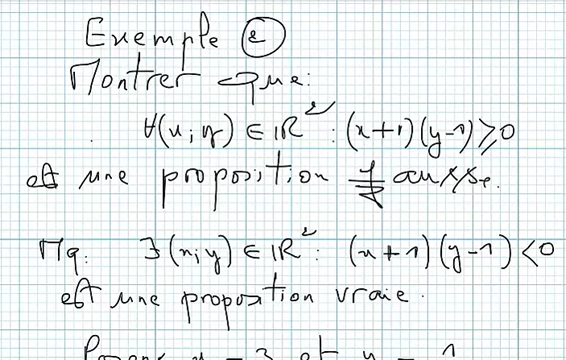 Exemple ②
Montrer que:
∀(x;y) ∈ ℝ² : (x+1)(y-1) ≥ 0
est une proposition fausse.
Mq: ∃(x;y) ∈ ℝ² : (x+1)(y-1) < 0
est une proposition vraie.
et